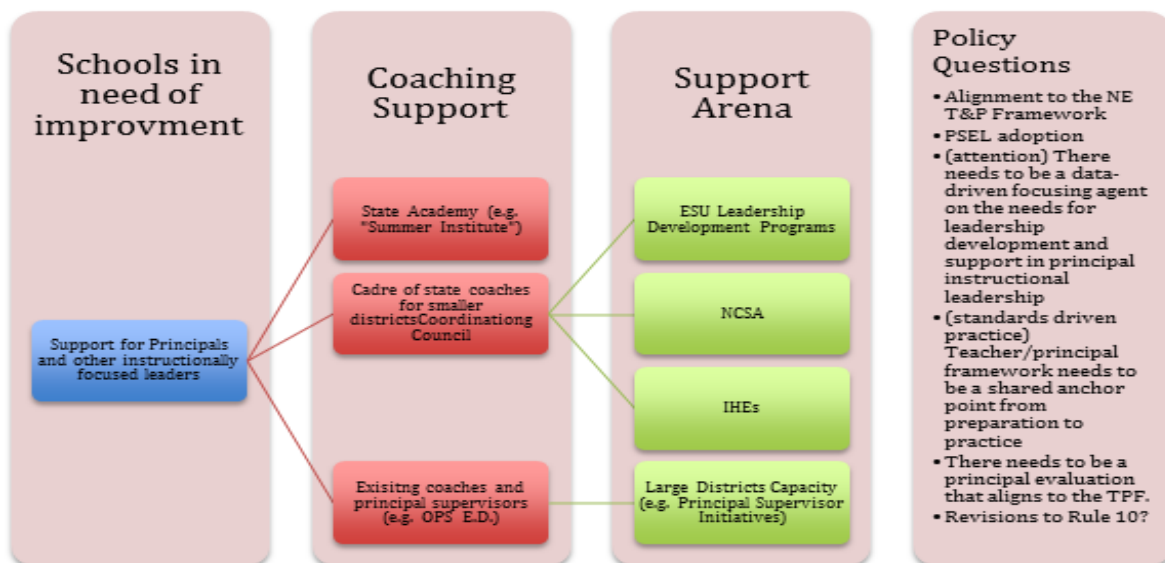 Schools in
need of
improvment
Support for Principals
and other instructionally
focused leaders
Coaching
Support
State Academy (e.g.
"Summer Institute")
Cadre of state coaches
for smaller
districtsCoordinationg
Council
Exisitng coaches and
principal supervisors
(e.g. OPS E.D.)
Support
Arena
ESU Leadership
Development Programs
NCSA
IHEs
Large Districts Capacity
(e.g. Principal Supervisor
Initiatives)
Policy
Questions
• Alignment to the NE
T&P Framework
• PSEL adoption
• (attention) There
needs to be a data-
driven focusing agent
on the needs for
leadership
development and
support in principal
instructional
leadership
• (standards driven
practice)
Teacher/principal
framework needs to
be a shared anchor
point from
preparation to
practice
• There needs to be a
principal evaluation
that aligns to the TPF.
• Revisions to Rule 10?